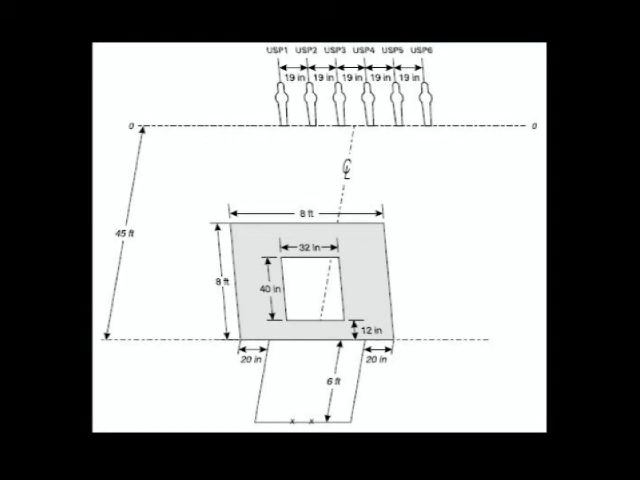 USP1 USP2 USP3 USP4 USP5 USP6
19 in 19 in 19 in 19 in 19 in
0 0
℄
8 ft
45 ft
32 in
8 ft
40 in
12 in
20 in 20 in
6 ft
x x